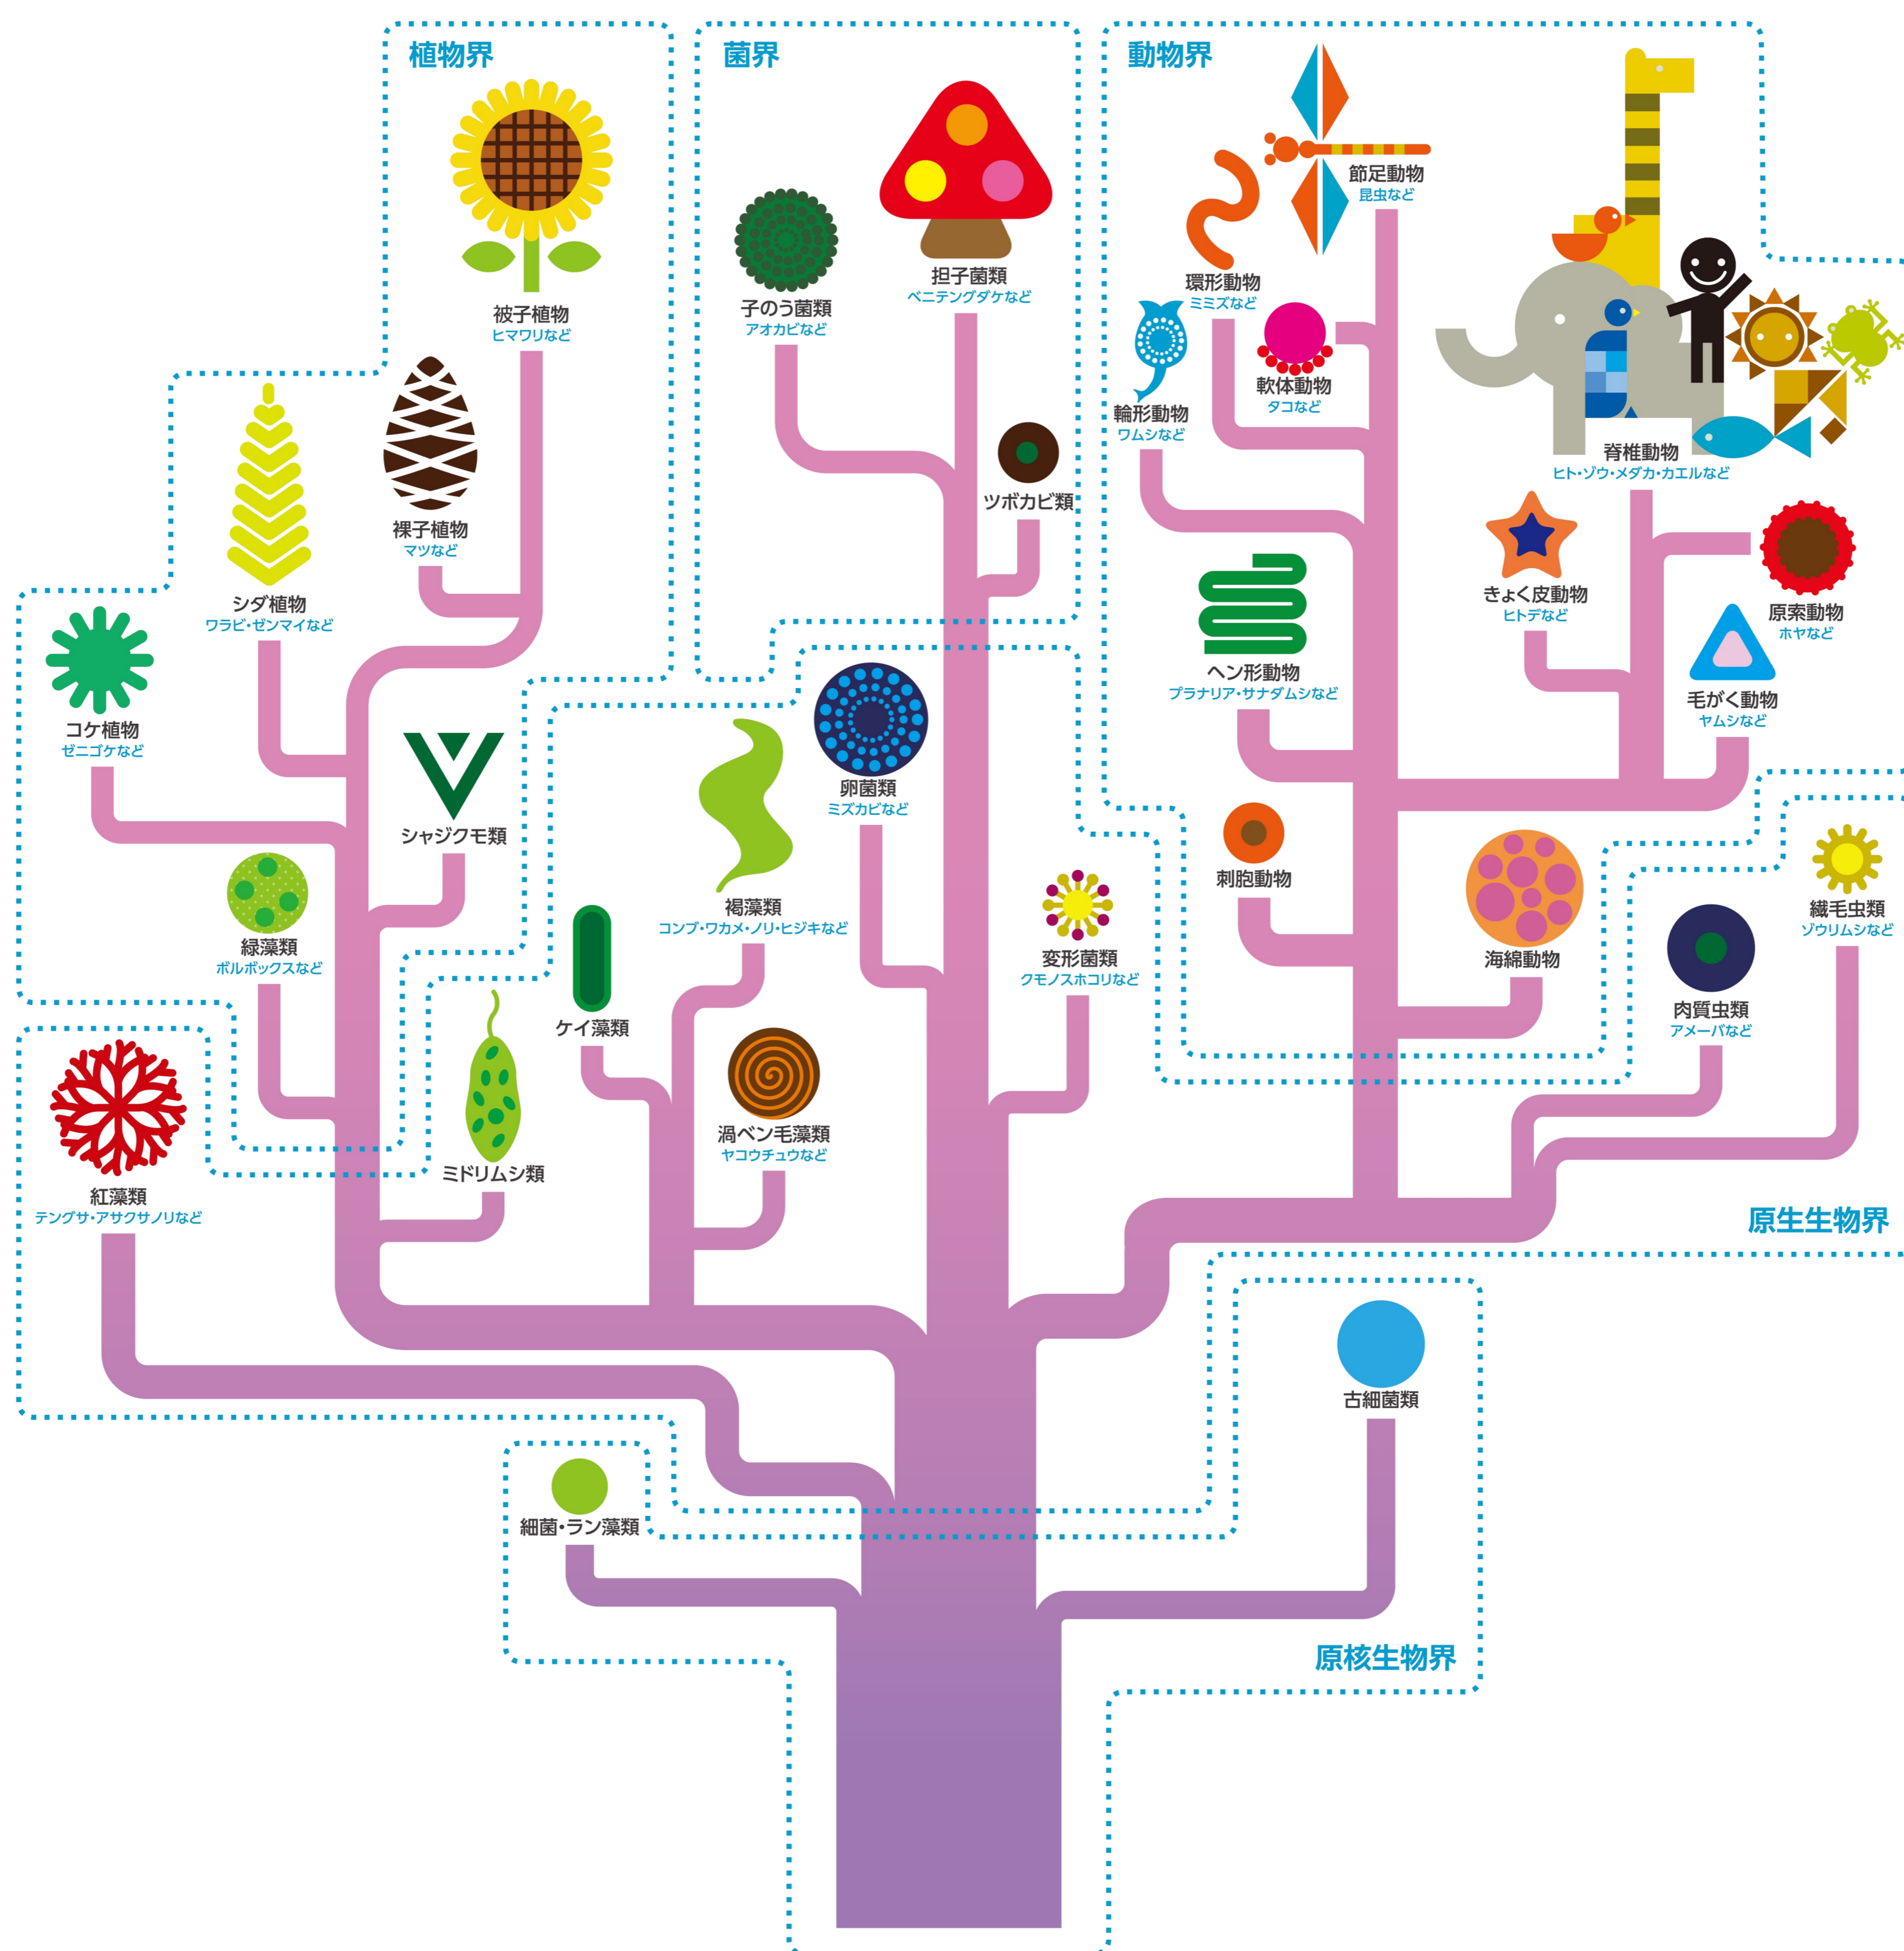 植物界
菌界
動物界
被子植物
ヒマワリなど
裸子植物
マツなど
シダ植物
ワラビ・ゼンマイなど
コケ植物
ゼニゴケなど
シャジクモ類
緑藻類
ボルボックスなど
子のう菌類
アオカビなど
担子菌類
ベニテングダケなど
ツボカビ類
節足動物
昆虫など
環形動物
ミミズなど
軟体動物
タコなど
輪形動物
ワムシなど
脊椎動物
ヒト・ゾウ・メダカ・カエルなど
きょく皮動物
ヒトデなど
原索動物
ホヤなど
毛がく動物
ヤムシなど
ヘン形動物
プラナリア・サナダムシなど
刺胞動物
海綿動物
卵菌類
ミズカビなど
褐藻類
コンブ・ワカメ・ノリ・ヒジキなど
ケイ藻類
変形菌類
クモノスホコリなど
繊毛虫類
ゾウリムシなど
肉質虫類
アメーバなど
渦ベン毛藻類
ヤコウチュウなど
ミドリムシ類
紅藻類
テングサ・アサクサノリなど
原生生物界
古細菌類
細菌・ラン藻類
原核生物界